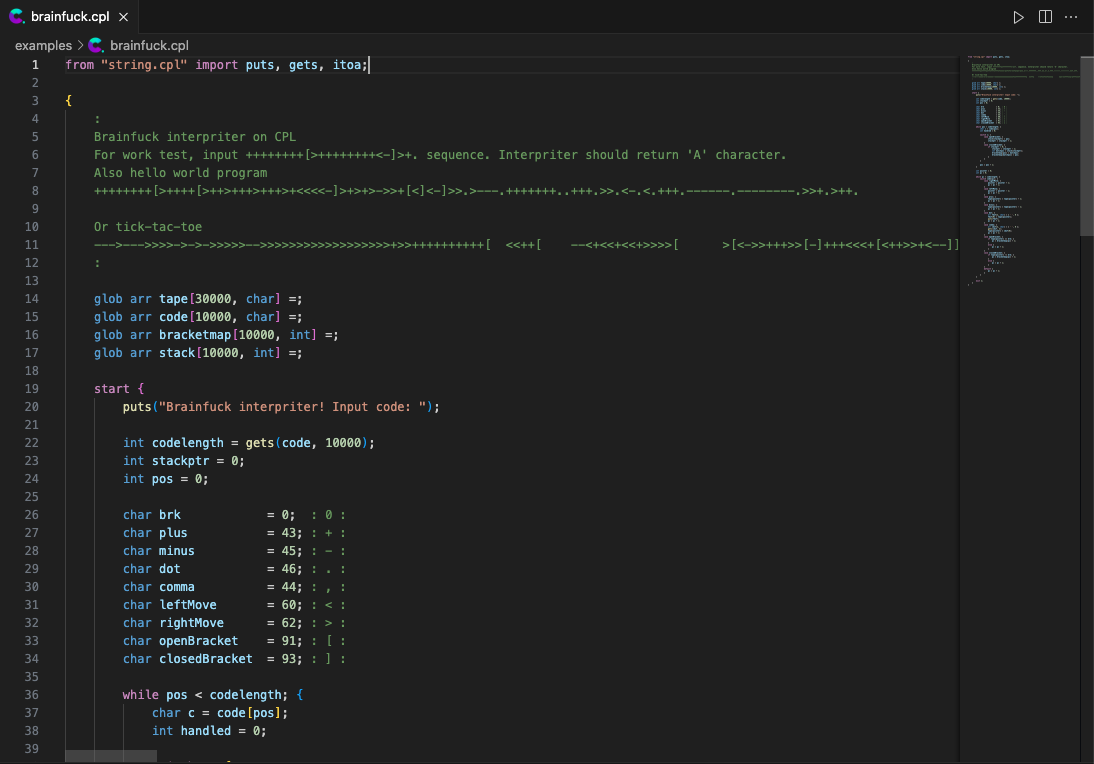 brainfuck.cpl
examples > brainfuck.cpl
1 from "string.cpl" import puts, gets, itoa;
2
3 {
4 :
5 Brainfuck interpriter on CPL
6 For work test, input ++++++++[>++++++++<-]>+. sequence. Interpriter should return 'A' character.
7 Also hello world program
8 ++++++++[>++++[>++>+++>+++>+<<<<-]>+>+>->>+[<]<-]>>.>---.+++++++..+++.>>.<-.<.+++.------.--------.>>+.>++.
9
10 Or tick-tac-toe
11 --->--->>>>->->->>>>>-->>>>>>>>>>>>>>>>>>+>>++++++++++[  <<++[    --<+<<+<<+>>>>[      >[<->>+++>>[-]+++<<<+[<++>>+<--]]
12 :
13
14 glob arr tape[30000, char] =;
15 glob arr code[10000, char] =;
16 glob arr bracketmap[10000, int] =;
17 glob arr stack[10000, int] =;
18
19 start {
20 puts("Brainfuck interpriter! Input code: ");
21
22 int codelength = gets(code, 10000);
23 int stackptr = 0;
24 int pos = 0;
25
26 char brk = 0; : 0 :
27 char plus = 43; : + :
28 char minus = 45; : - :
29 char dot = 46; : . :
30 char comma = 44; : , :
31 char leftMove = 60; : < :
32 char rightMove = 62; : > :
33 char openBracket = 91; : [ :
34 char closedBracket = 93; : ] :
35
36 while pos < codelength; {
37 char c = code[pos];
38 int handled = 0;
39